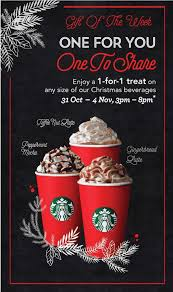 Gift Of The Week
ONE FOR YOU
One To Share
Enjoy a 1-for-1 treat on
any size of our Christmas beverages
31 Oct – 4 Nov, 3pm – 8pm*
Toffee Nut Latte
Peppermint
Mocha
Gingerbread
Latte